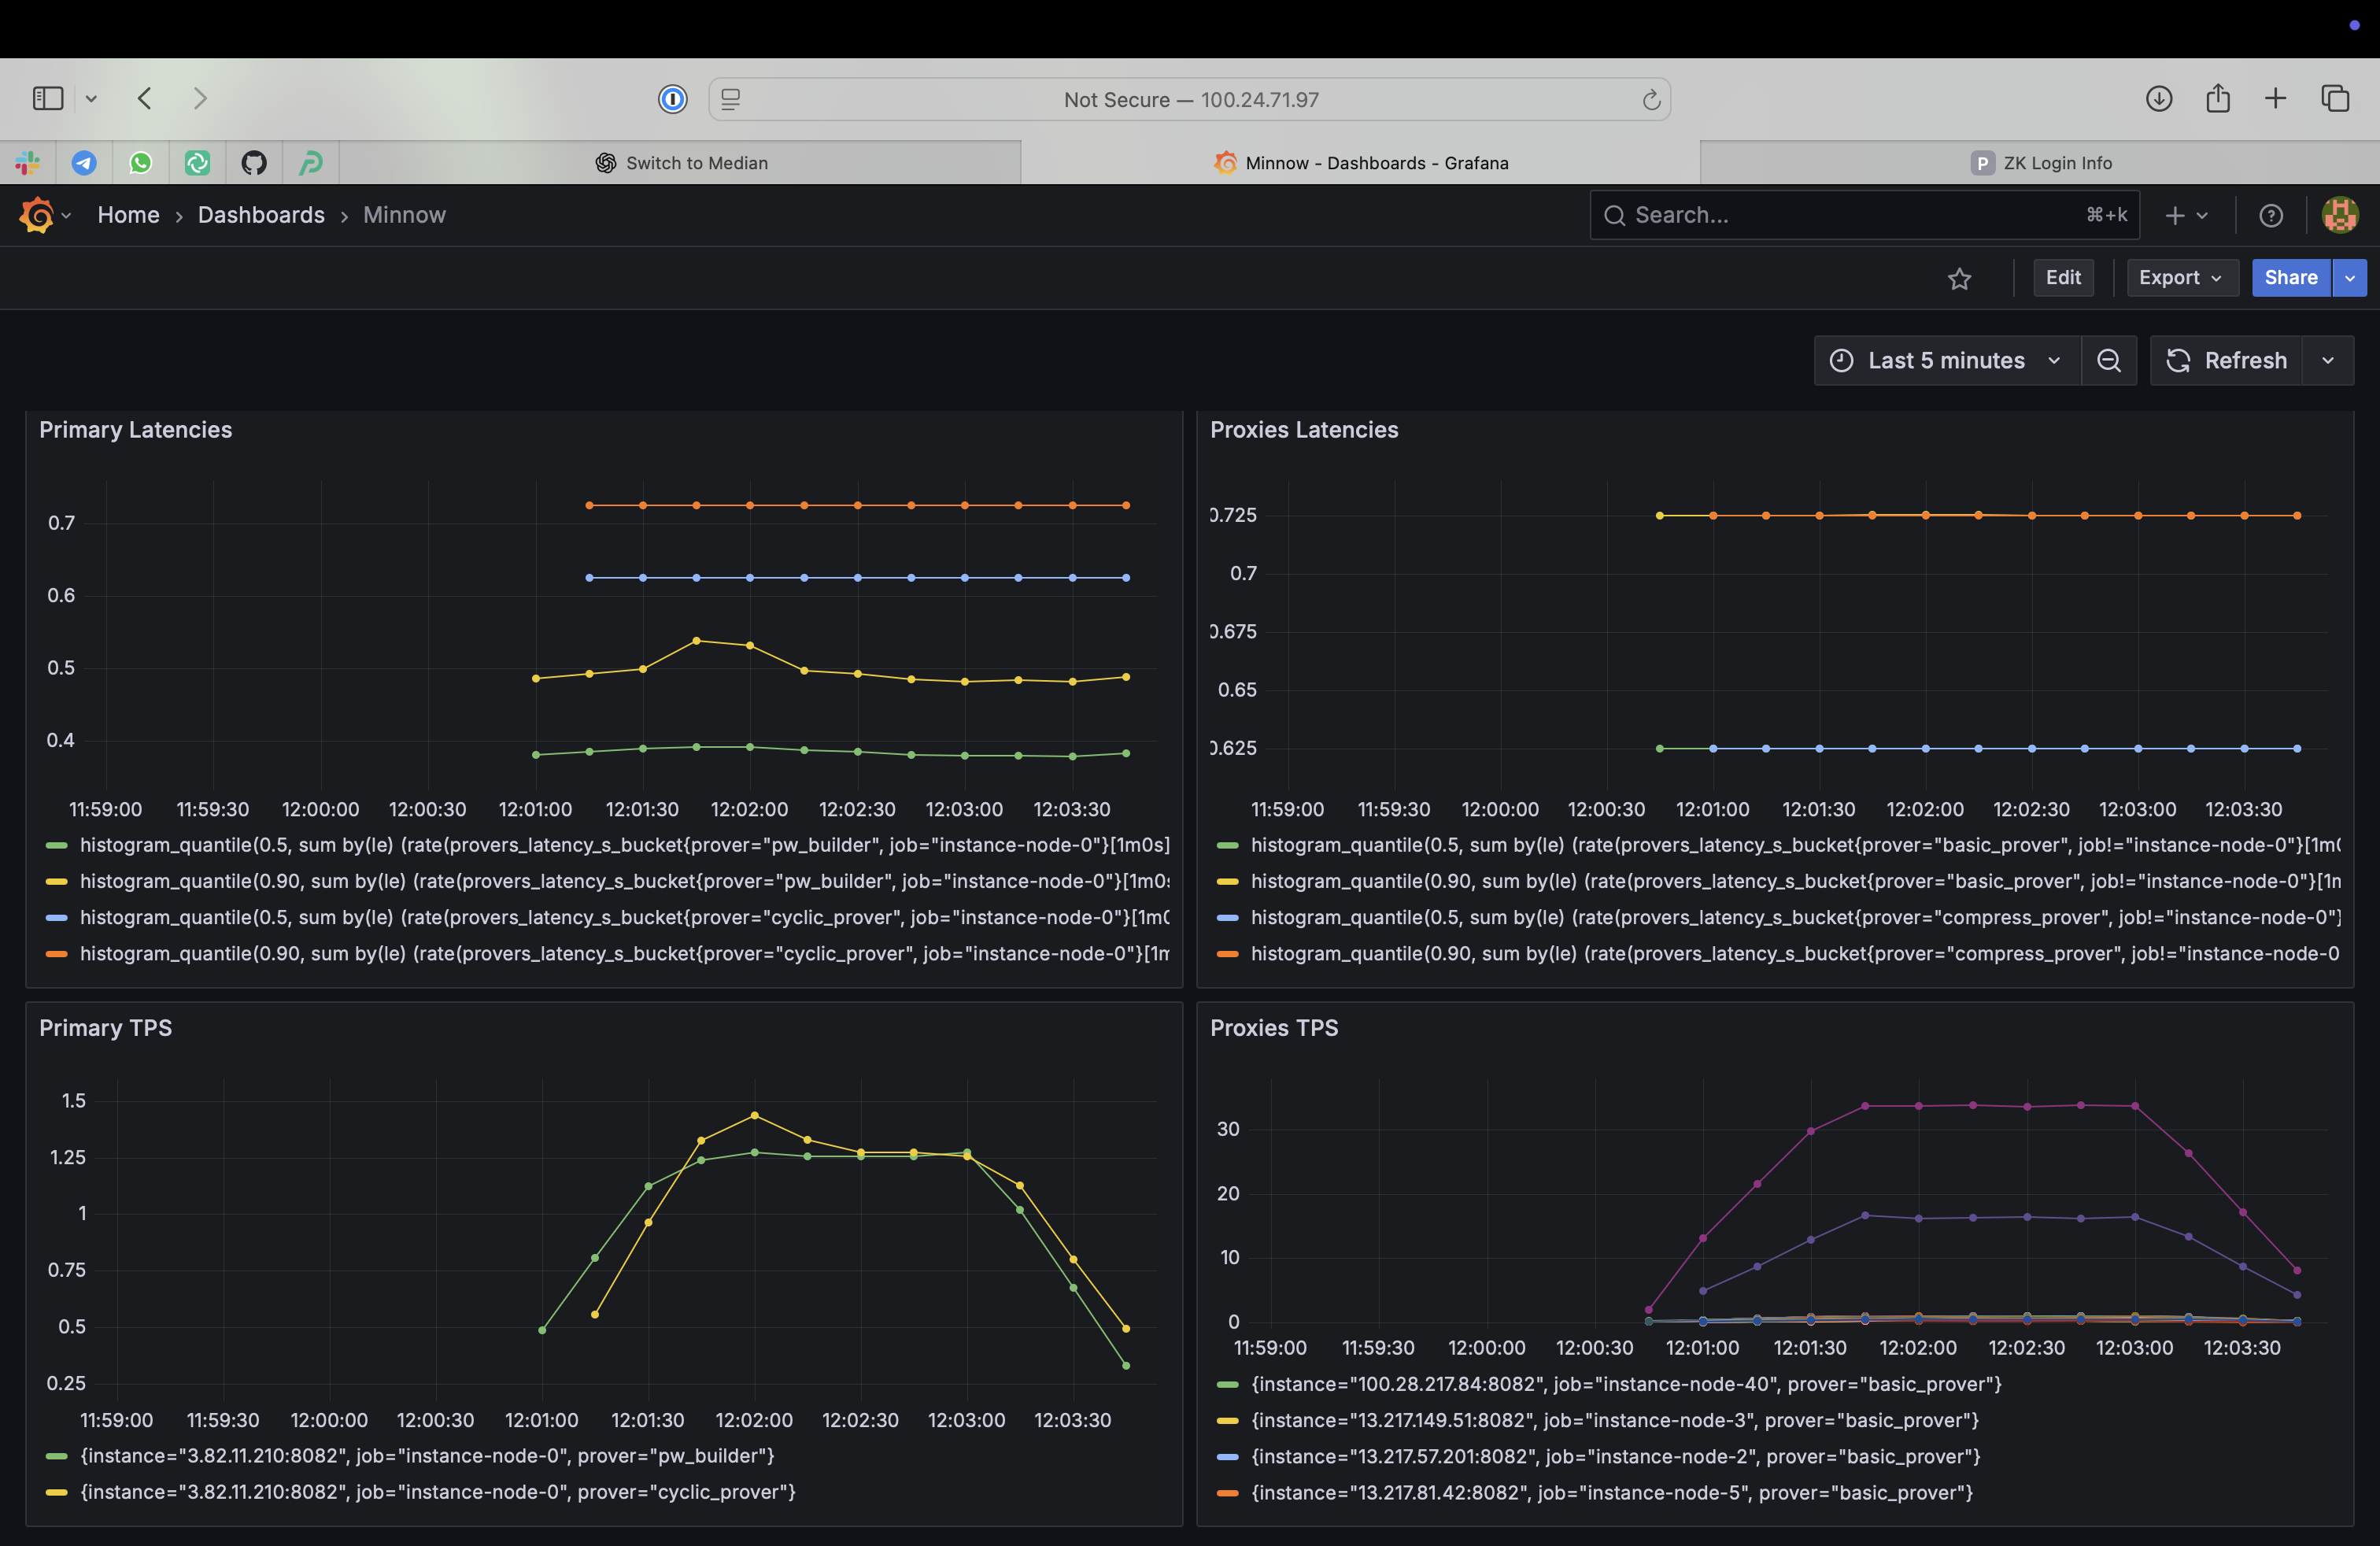 Not Secure — 100.24.71.97
Switch to Median
Minnow - Dashboards - Grafana
P ZK Login Info
Home › Dashboards › Minnow
Search...
⌘+k
Edit
Export
Share
Last 5 minutes
Refresh
Primary Latencies
0.7
0.6
0.5
0.4
11:59:00 11:59:30 12:00:00 12:00:30 12:01:00 12:01:30 12:02:00 12:02:30 12:03:00 12:03:30
histogram_quantile(0.5, sum by(le) (rate(provers_latency_s_bucket{prover="pw_builder", job="instance-node-0"}[1m0s]
histogram_quantile(0.90, sum by(le) (rate(provers_latency_s_bucket{prover="pw_builder", job="instance-node-0"}[1m0s
histogram_quantile(0.5, sum by(le) (rate(provers_latency_s_bucket{prover="cyclic_prover", job="instance-node-0"}[1m0
histogram_quantile(0.90, sum by(le) (rate(provers_latency_s_bucket{prover="cyclic_prover", job="instance-node-0"}[1m
Proxies Latencies
0.725
0.7
0.675
0.65
0.625
11:59:00 11:59:30 12:00:00 12:00:30 12:01:00 12:01:30 12:02:00 12:02:30 12:03:00 12:03:30
histogram_quantile(0.5, sum by(le) (rate(provers_latency_s_bucket{prover="basic_prover", job!="instance-node-0"}[1m0
histogram_quantile(0.90, sum by(le) (rate(provers_latency_s_bucket{prover="basic_prover", job!="instance-node-0"}[1m
histogram_quantile(0.5, sum by(le) (rate(provers_latency_s_bucket{prover="compress_prover", job!="instance-node-0"}
histogram_quantile(0.90, sum by(le) (rate(provers_latency_s_bucket{prover="compress_prover", job!="instance-node-0
Primary TPS
1.5
1.25
1
0.75
0.5
0.25
11:59:00 11:59:30 12:00:00 12:00:30 12:01:00 12:01:30 12:02:00 12:02:30 12:03:00 12:03:30
{instance="3.82.11.210:8082", job="instance-node-0", prover="pw_builder"}
{instance="3.82.11.210:8082", job="instance-node-0", prover="cyclic_prover"}
Proxies TPS
30
20
10
0
11:59:00 11:59:30 12:00:00 12:00:30 12:01:00 12:01:30 12:02:00 12:02:30 12:03:00 12:03:30
{instance="100.28.217.84:8082", job="instance-node-40", prover="basic_prover"}
{instance="13.217.149.51:8082", job="instance-node-3", prover="basic_prover"}
{instance="13.217.57.201:8082", job="instance-node-2", prover="basic_prover"}
{instance="13.217.81.42:8082", job="instance-node-5", prover="basic_prover"}